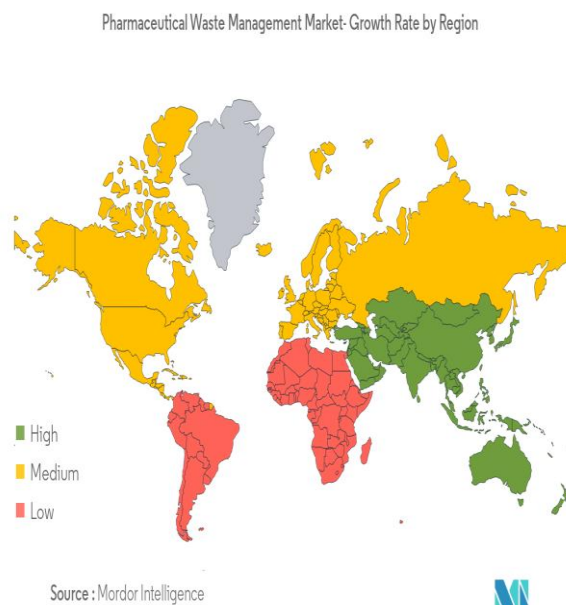 Pharmaceutical Waste Management Market- Growth Rate by Region
High
Medium
Low
Source : Mordor Intelligence